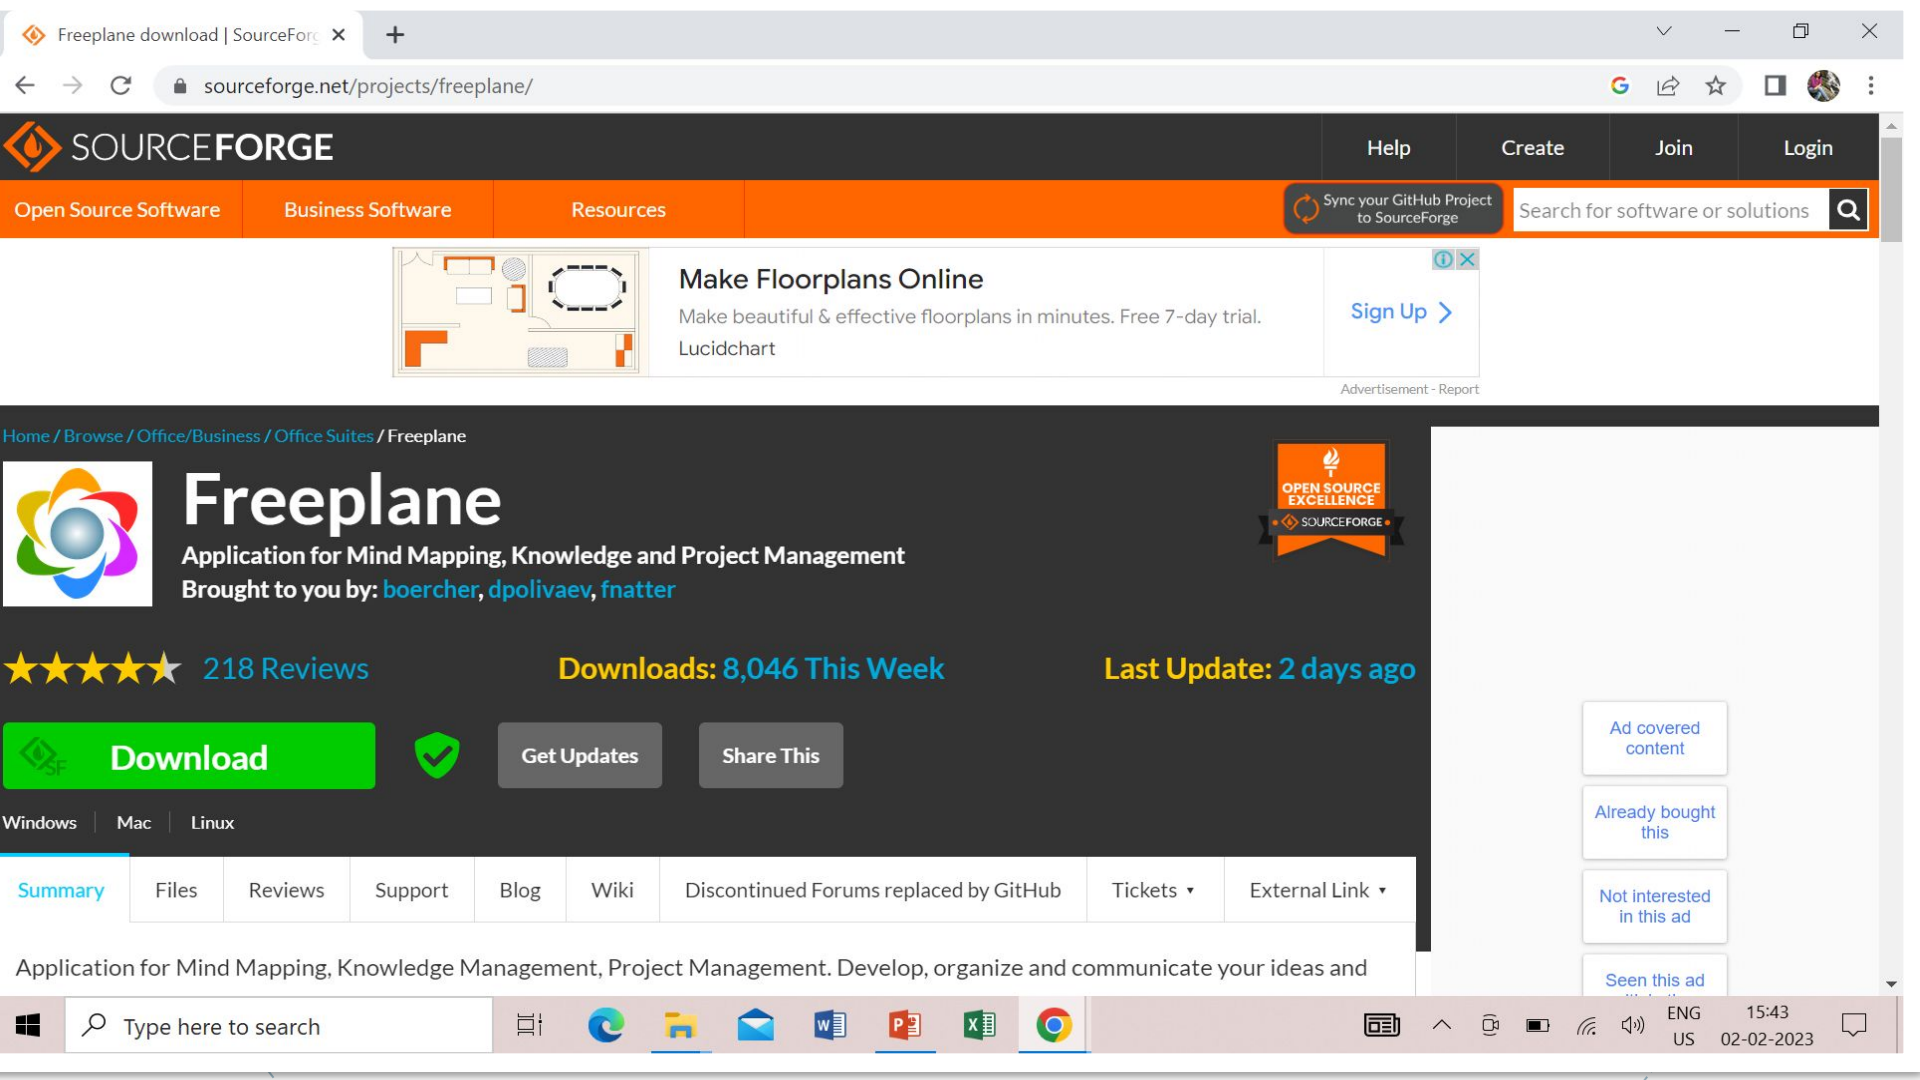 Freeplane download | SourceForg
sourceforge.net/projects/freeplane/
SOURCEFORGE
Help
Create
Join
Login
Open Source Software
Business Software
Resources
Sync your GitHub Project
to SourceForge
Search for software or solutions
Make Floorplans Online
Make beautiful & effective floorplans in minutes. Free 7-day trial.
Lucidchart
Sign Up
Advertisement - Report
Home / Browse / Office/Business / Office Suites / Freeplane
Freeplane
Application for Mind Mapping, Knowledge and Project Management
Brought to you by: boercher, dpolivaev, fnatter
OPEN SOURCE
EXCELLENCE
SOURCEFORGE
218 Reviews
Downloads: 8,046 This Week
Last Update: 2 days ago
SF
Download
Get Updates
Share This
Windows
Mac
Linux
Summary
Files
Reviews
Support
Blog
Wiki
Discontinued Forums replaced by GitHub
Tickets
External Link
Application for Mind Mapping, Knowledge Management, Project Management. Develop, organize and communicate your ideas and
Ad covered
content
Already bought
this
Not interested
in this ad
Seen this ad
Type here to search
ENG
US
15:43
02-02-2023